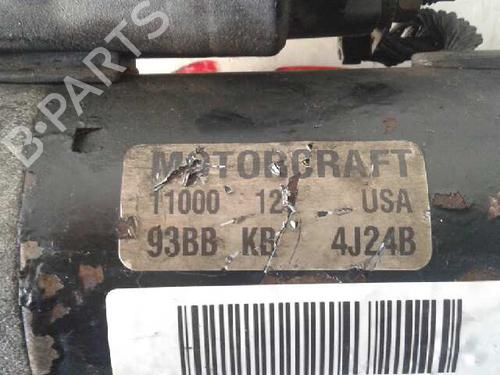 B-PARTS
MOTORCRAFT
11000 12 USA
93BB KB 4J24B